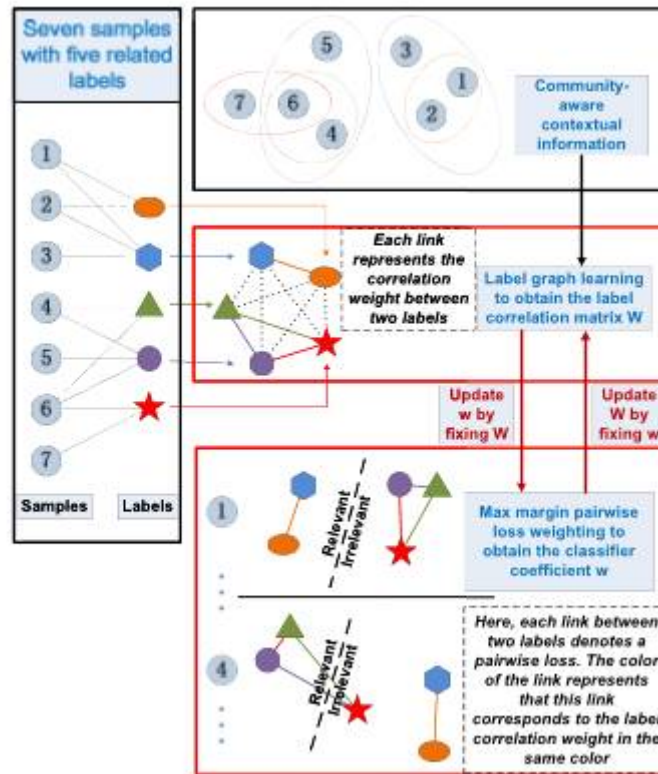 Seven samples
with five related
labels
1
2
3
4
5
6
7
Samples
Labels
5
3
7
6
1
2
4
Community-
aware
contextual
information
Each link
represents the
correlation
weight between
two labels
Label graph learning
to obtain the label
correlation matrix W
Update
w by
fixing W
Update
W by
fixing w
1
Relevant
Irrelevant
Max margin pairwise
loss weighting to
obtain the classifier
coefficient w
4
Relevant
Irrelevant
Here, each link between
two labels denotes a
pairwise loss. The color
of the link represents
that this link
corresponds to the label
correlation weight in the
same color